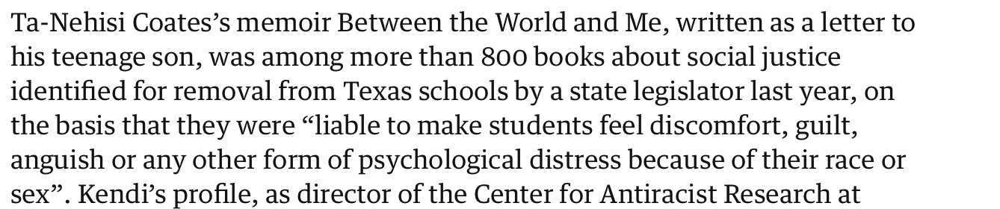 Ta-Nehisi Coates’s memoir Between the World and Me, written as a letter to
his teenage son, was among more than 800 books about social justice
identified for removal from Texas schools by a state legislator last year, on
the basis that they were “liable to make students feel discomfort, guilt,
anguish or any other form of psychological distress because of their race or
sex”. Kendi’s profile, as director of the Center for Antiracist Research at